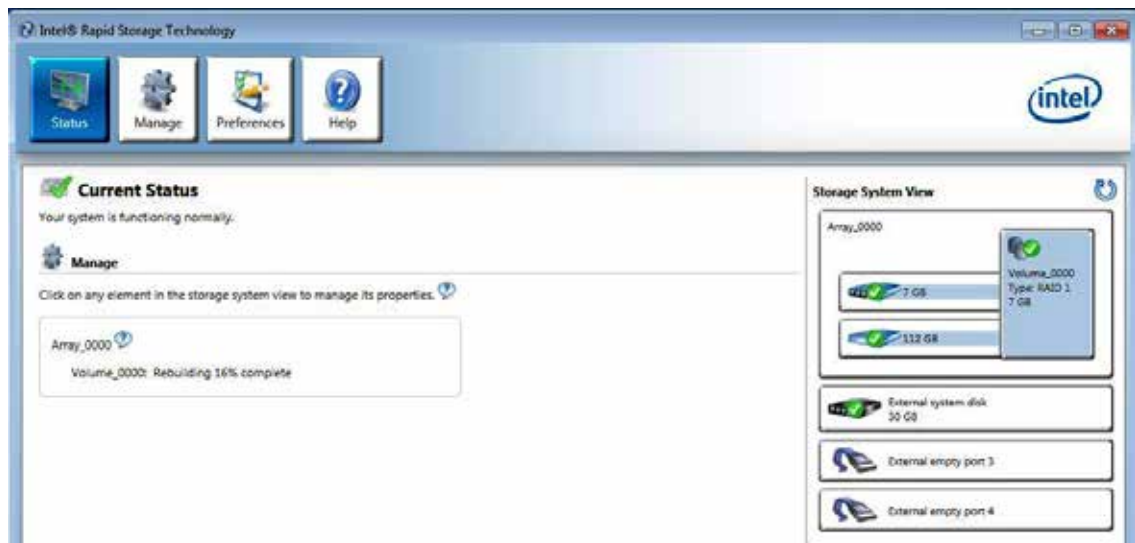 Intel® Rapid Storage Technology
Status
Manage
Preferences
Help
intel
Current Status
Your system is functioning normally.
Manage
Click on any element in the storage system view to manage its properties.
Array_0000
Volume_0000: Rebuilding 16% complete
Storage System View
Array_0000
7 GB
112 GB
Volume_0000
Type: RAID 1
7 GB
External system disk
30 GB
External empty port 3
External empty port 4